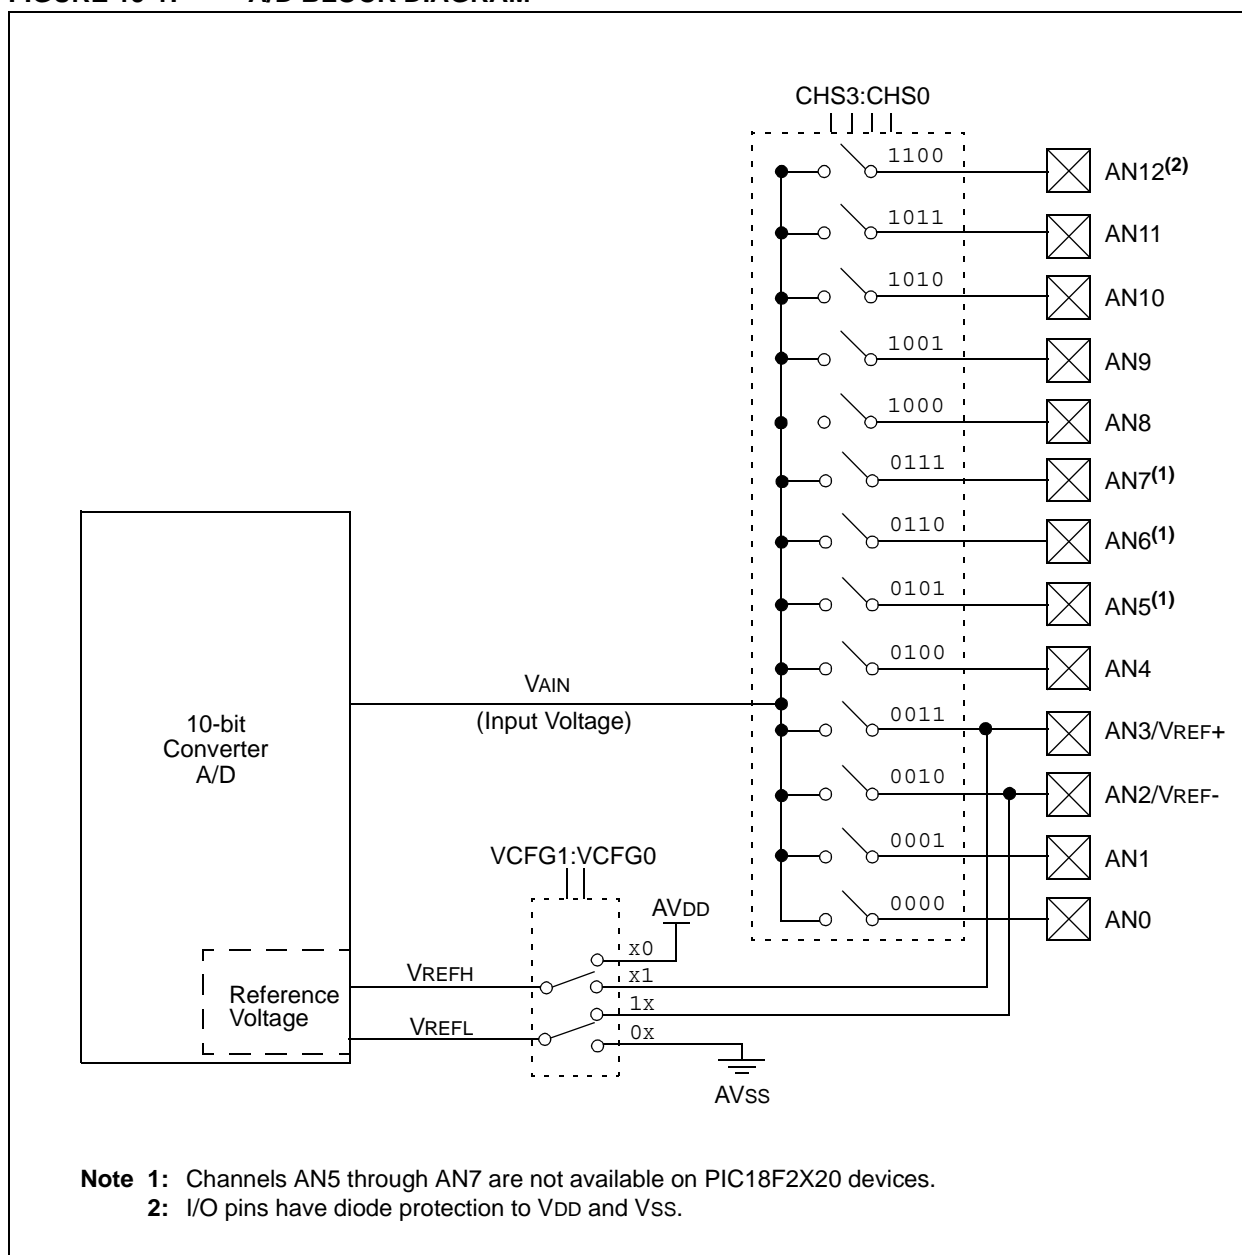 CHS3:CHS0
1100
AN12(2)
1011
AN11
1010
AN10
1001
AN9
1000
AN8
0111
AN7(1)
0110
AN6(1)
0101
AN5(1)
0100
AN4
VAIN
(Input Voltage)
0011
AN3/VREF+
10-bit
Converter
A/D
0010
AN2/VREF-
0001
AN1
VCFG1:VCFG0
0000
AN0
AVDD
x0
VREFH
x1
Reference
Voltage
1x
VREFL
0x
AVSS
Note 1: Channels AN5 through AN7 are not available on PIC18F2X20 devices.
2: I/O pins have diode protection to VDD and VSS.